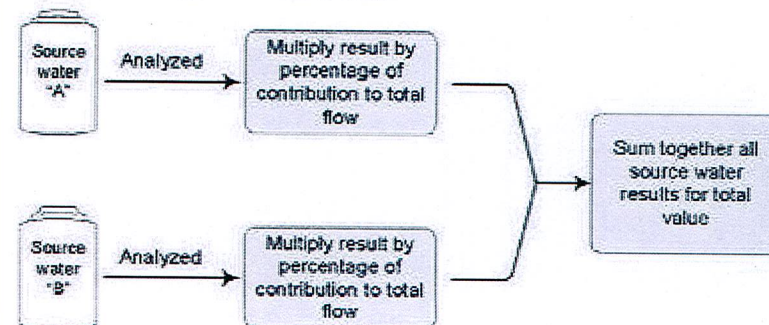 Source
water
"A"
Analyzed
Multiply result by
percentage of
contribution to total
flow
Source
water
"B"
Analyzed
Multiply result by
percentage of
contribution to total
flow
Sum together all
source water
results for total
value